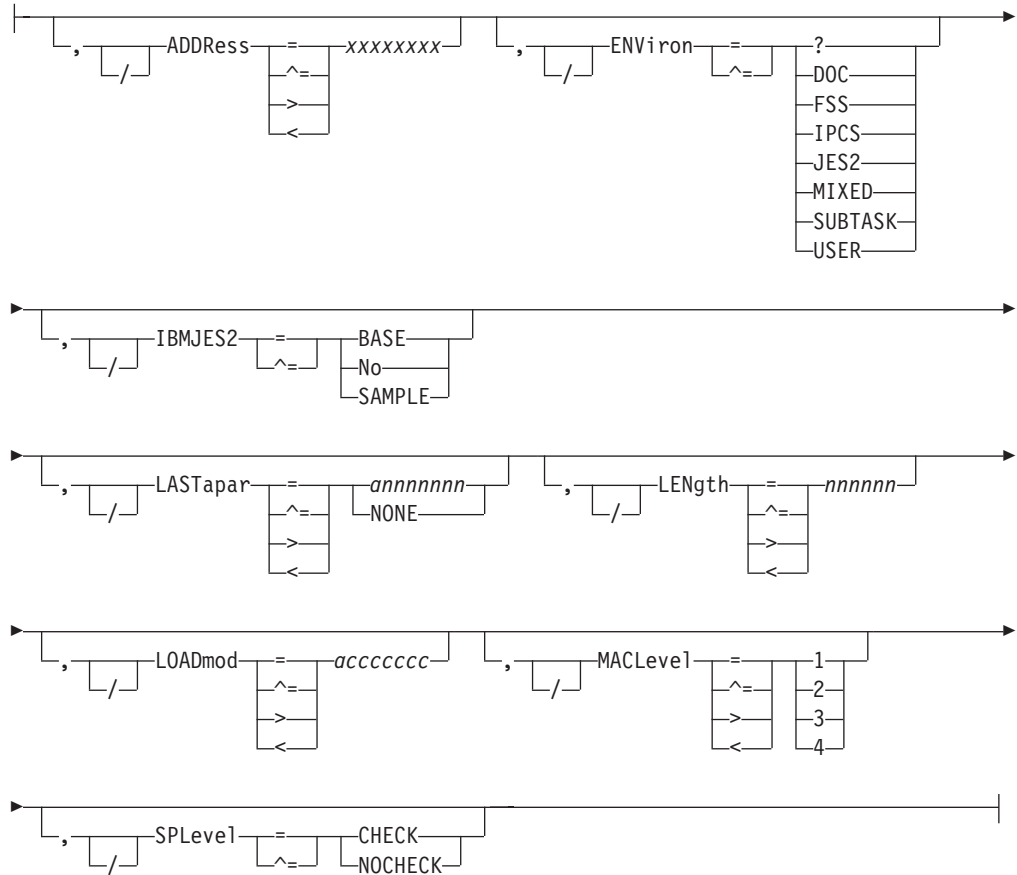 , / ADDRess = xxxxxxxx , / ENViron = ?
^= ^= DOC
> FSS
< IPCS
JES2
MIXED
SUBTASK
USER
, / IBMJES2 = BASE
^= No
SAMPLE
, / LASTapar = annnnnnn , / LENgth = nnnnnn
^= NONE ^=
> >
< <
, / LOADmod = accccccc , / MACLevel = 1
^= ^= 2
> > 3
< < 4
, / SPLevel = CHECK
^= NOCHECK